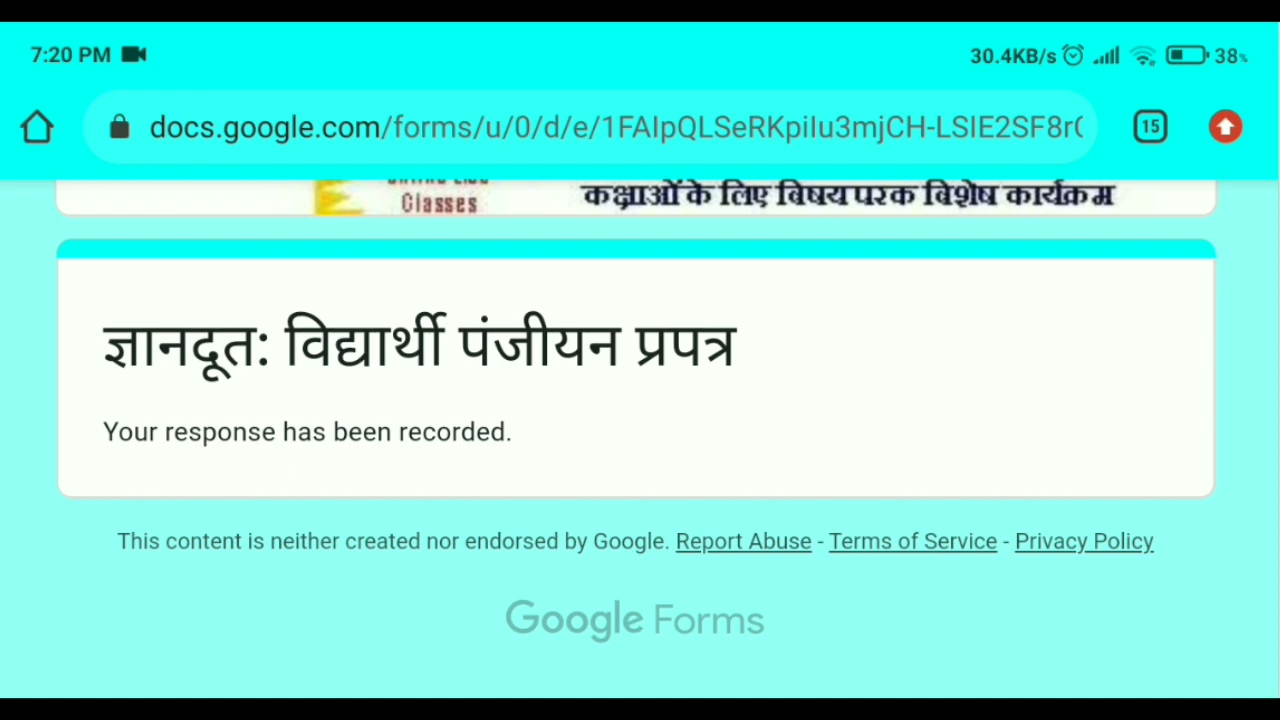 7:20 PM
30.4KB/s 38%
docs.google.com/forms/u/0/d/e/1FAIpQLSeRKpiIu3mjCH-LSIE2SF8r
15
Classes
कक्षाओं के लिए विषयपरक विशेष कार्यक्रम
ज्ञानदूत: विद्यार्थी पंजीयन प्रपत्र
Your response has been recorded.
This content is neither created nor endorsed by Google. Report Abuse - Terms of Service - Privacy Policy
Google Forms